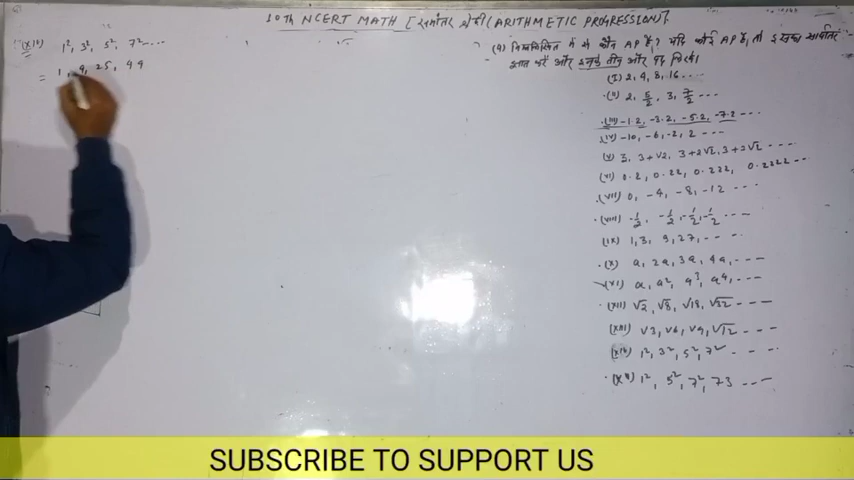 10th NCERT MATH [समांतर श्रेढी (ARITHMETIC PROGRESSION)].
(XIV) 1², 3², 5², 7² ----
= 1, 9, 25, 49
(4) निम्नलिखित में से कौन AP है? यदि कोई AP है, तो इसका सार्वांतर
ज्ञात करें और इनके तीन और पद लिखें।
(I) 2, 4, 8, 16 ----
(II) 2, 5/2, 3, 7/2 ---
(III) -1.2, -3.2, -5.2, -7.2 ---
(IV) -10, -6, -2, 2 ---
(V) 3, 3+√2, 3+2√2, 3+3√2 ----
(VI) 0.2, 0.22, 0.222, 0.2222 ---
(VII) 0, -4, -8, -12 ---
(VIII) -1/2, -1/2, -1/2, -1/2 ---
(IX) 1, 3, 9, 27, ----
(X) a, 2a, 3a, 4a, ---
(XI) a, a², a³, a⁴, ---
(XII) √2, √8, √18, √32 ---
(XIII) √3, √6, √9, √12 ---
(XIV) 1², 3², 5², 7² ----
(XV) 1², 5², 7², 73 ---
SUBSCRIBE TO SUPPORT US